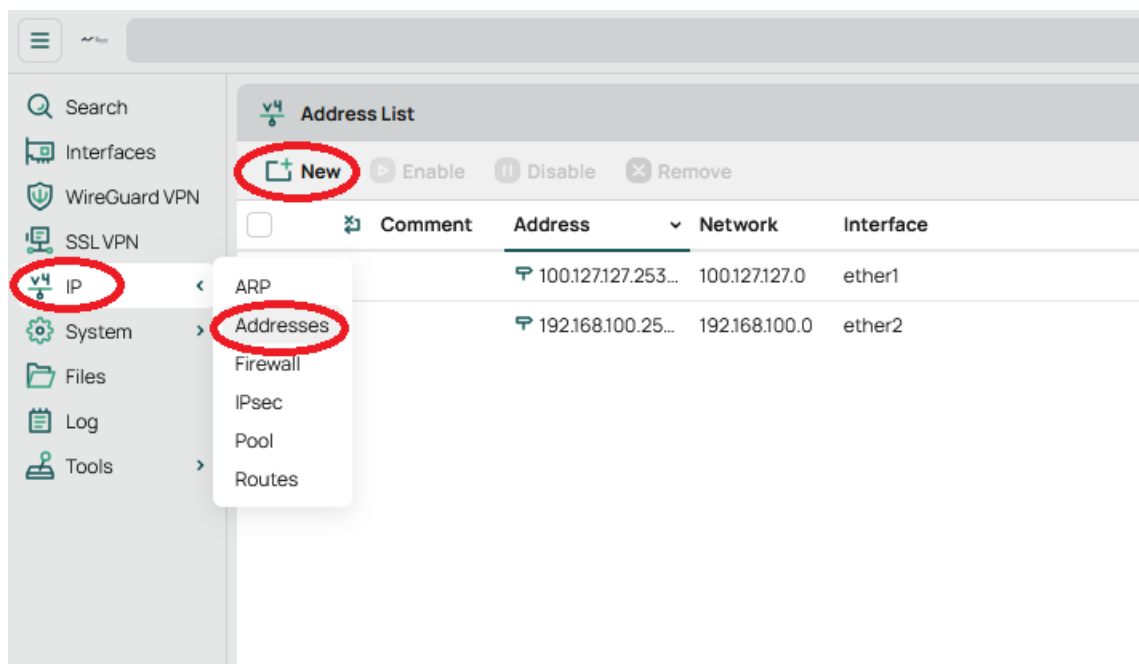 Search
Interfaces
WireGuard VPN
SSL VPN
v4 IP
System
Files
Log
Tools
ARP
Addresses
Firewall
IPsec
Pool
Routes
v4 Address List
New Enable Disable Remove
Comment Address Network Interface
100.127.127.253... 100.127.127.0 ether1
192.168.100.25... 192.168.100.0 ether2